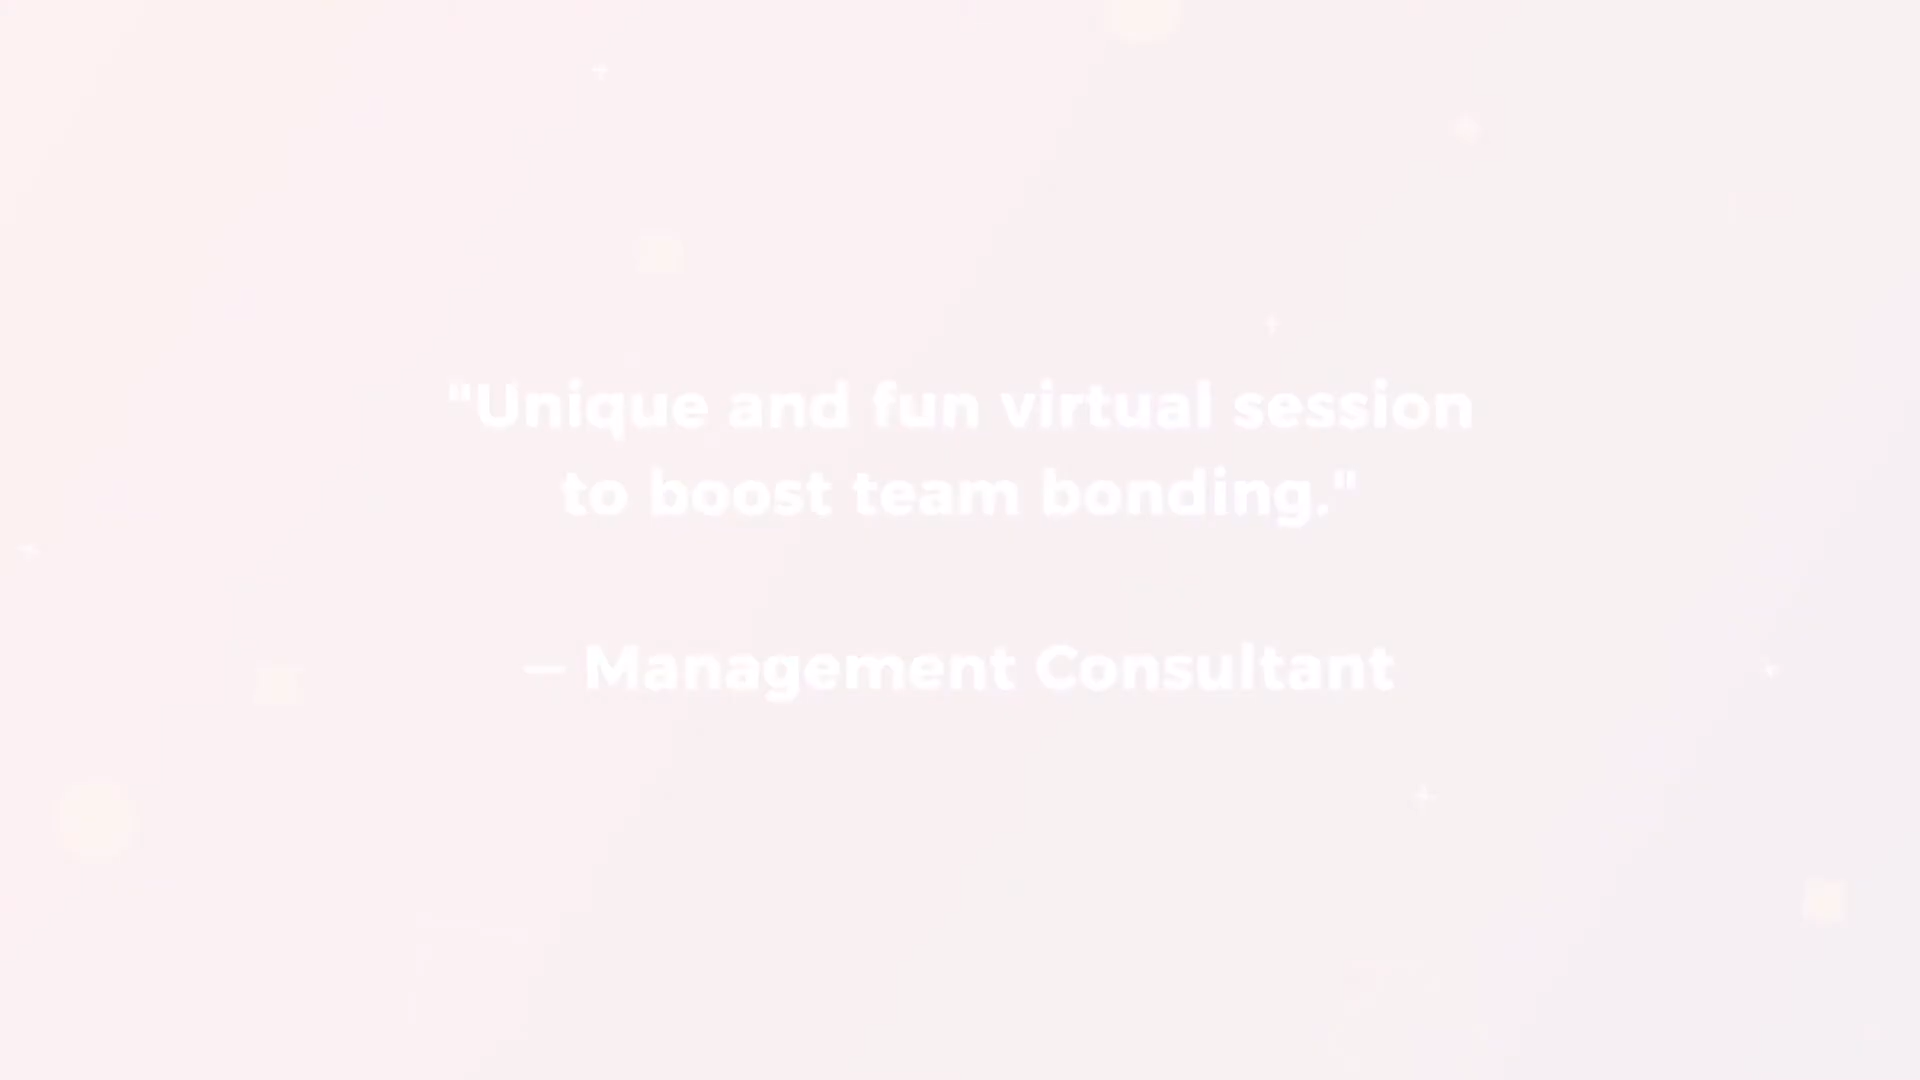 "Unique and fun virtual session
to boost team bonding."
– Management Consultant